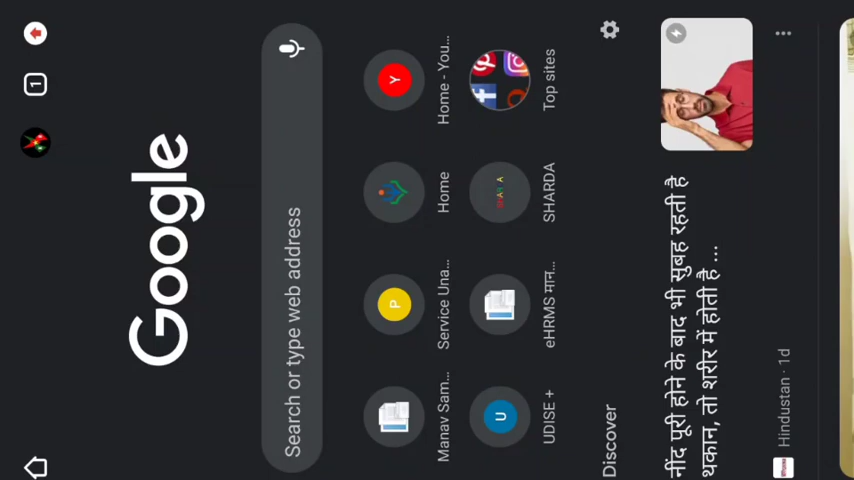 1
Google
Search or type web address
Manav Sam...
P
Service Una...
Home
Y
Home - You...
U
UDISE +
eHRMS मान...
SHARDA
Top sites
Discover
नींद पूरी होने के बाद भी सुबह रहती है
थकान, तो शरीर में होती है ...
Hindustan · 1d